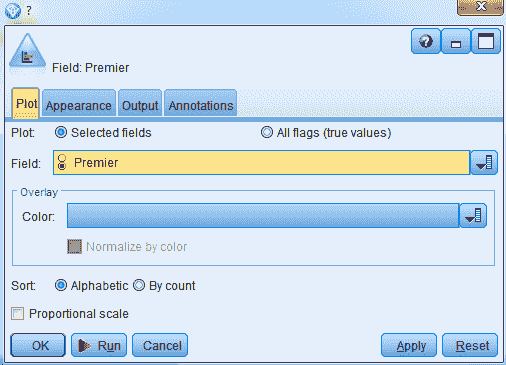 ?
Field: Premier
Plot Appearance Output Annotations
Plot: Selected fields All flags (true values)
Field: Premier
Overlay
Color:
Normalize by color
Sort: Alphabetic By count
Proportional scale
OK Run Cancel Apply Reset